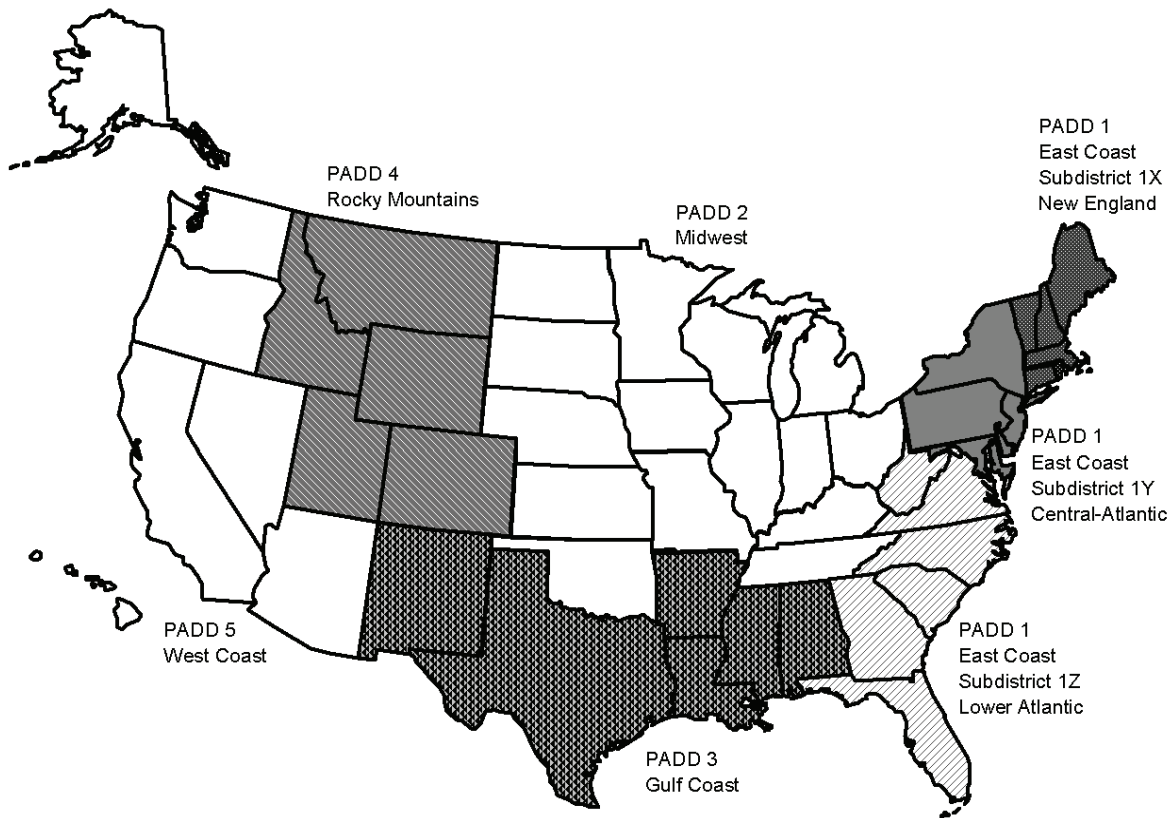 PADD 1
East Coast
Subdistrict 1X
New England
PADD 4
Rocky Mountains
PADD 2
Midwest
PADD 1
East Coast
Subdistrict 1Y
Central-Atlantic
PADD 5
West Coast
PADD 1
East Coast
Subdistrict 1Z
Lower Atlantic
PADD 3
Gulf Coast